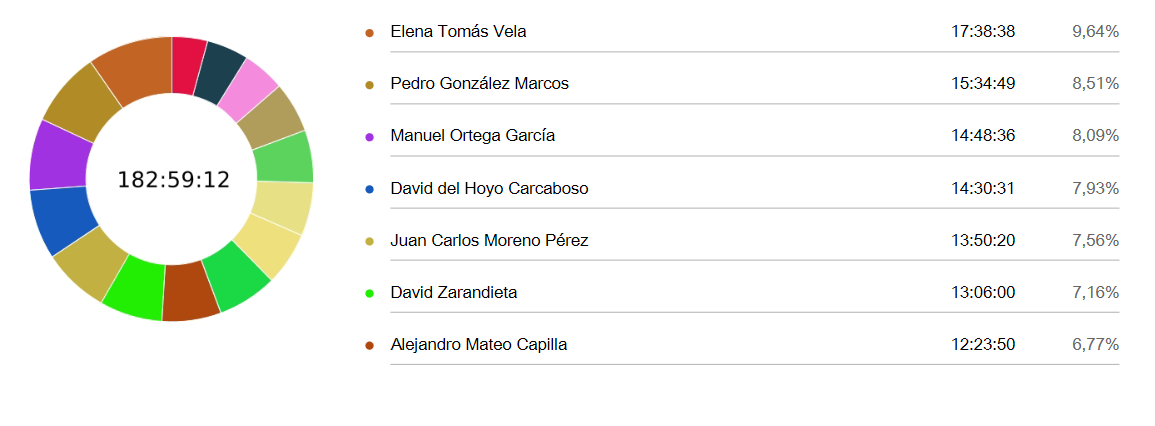 182:59:12
Elena Tomás Vela 17:38:38 9,64%
Pedro González Marcos 15:34:49 8,51%
Manuel Ortega García 14:48:36 8,09%
David del Hoyo Carcaboso 14:30:31 7,93%
Juan Carlos Moreno Pérez 13:50:20 7,56%
David Zarandieta 13:06:00 7,16%
Alejandro Mateo Capilla 12:23:50 6,77%